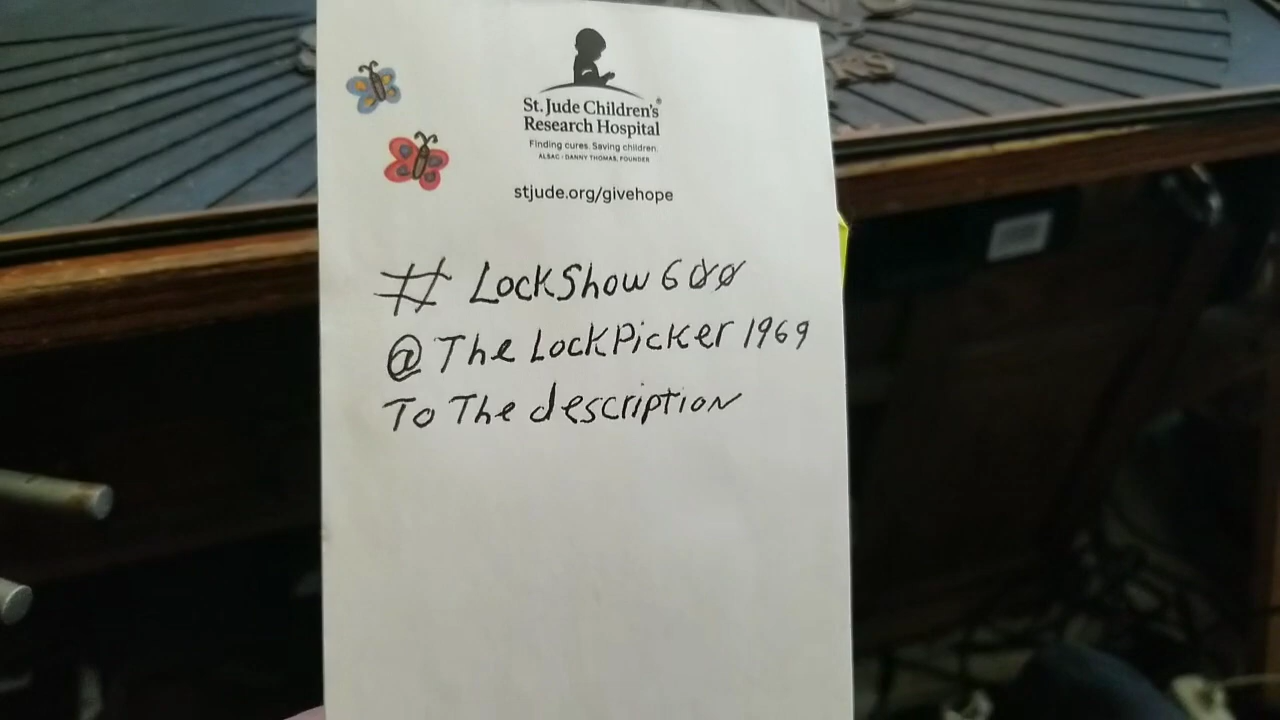 St. Jude Children's
Research Hospital
Finding cures. Saving children.
ALSAC • DANNY THOMAS, FOUNDER
stjude.org/givehope
# LockShow 600
@ The LockPicker 1969
To The description